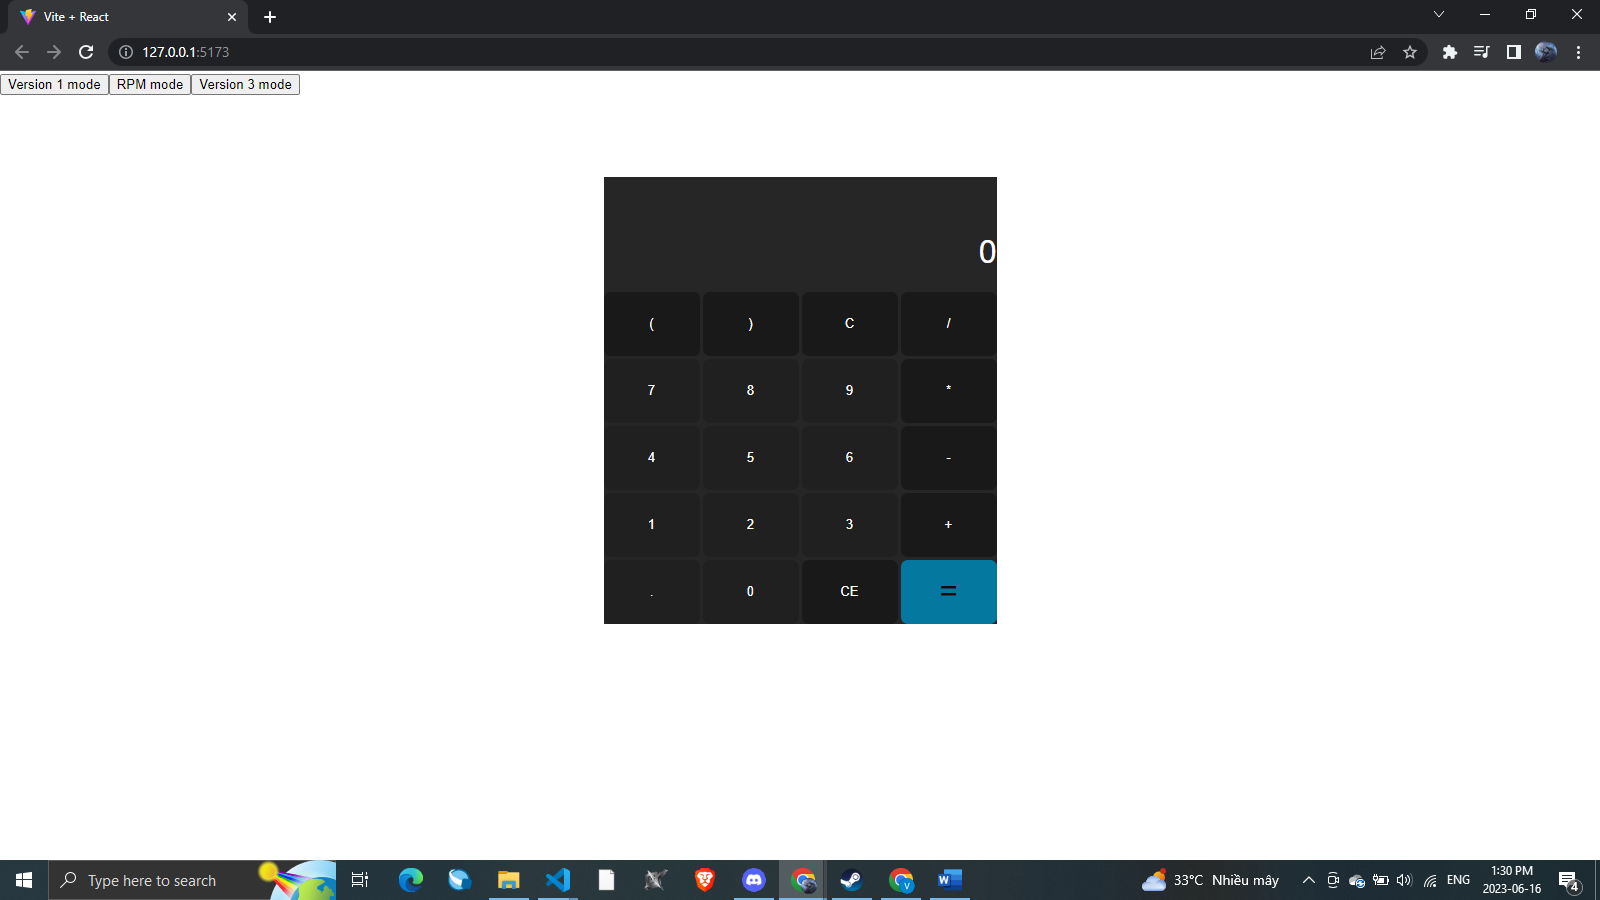 Vite + React
127.0.0.1:5173
Version 1 mode RPM mode Version 3 mode
0
( ) C /
7 8 9 *
4 5 6 -
1 2 3 +
. 0 CE =
Type here to search
33°C Nhiều mây
ENG
1:30 PM
2023-06-16
4